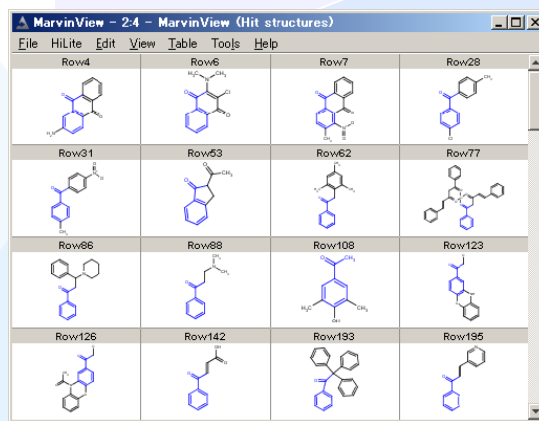 MarvinView - 2:4 - MarvinView (Hit structures)
File HiLite Edit View Table Tools Help
Row4 Row6 Row7 Row28
Row31 Row53 Row62 Row77
Row86 Row88 Row108 Row123
Row126 Row142 Row193 Row195